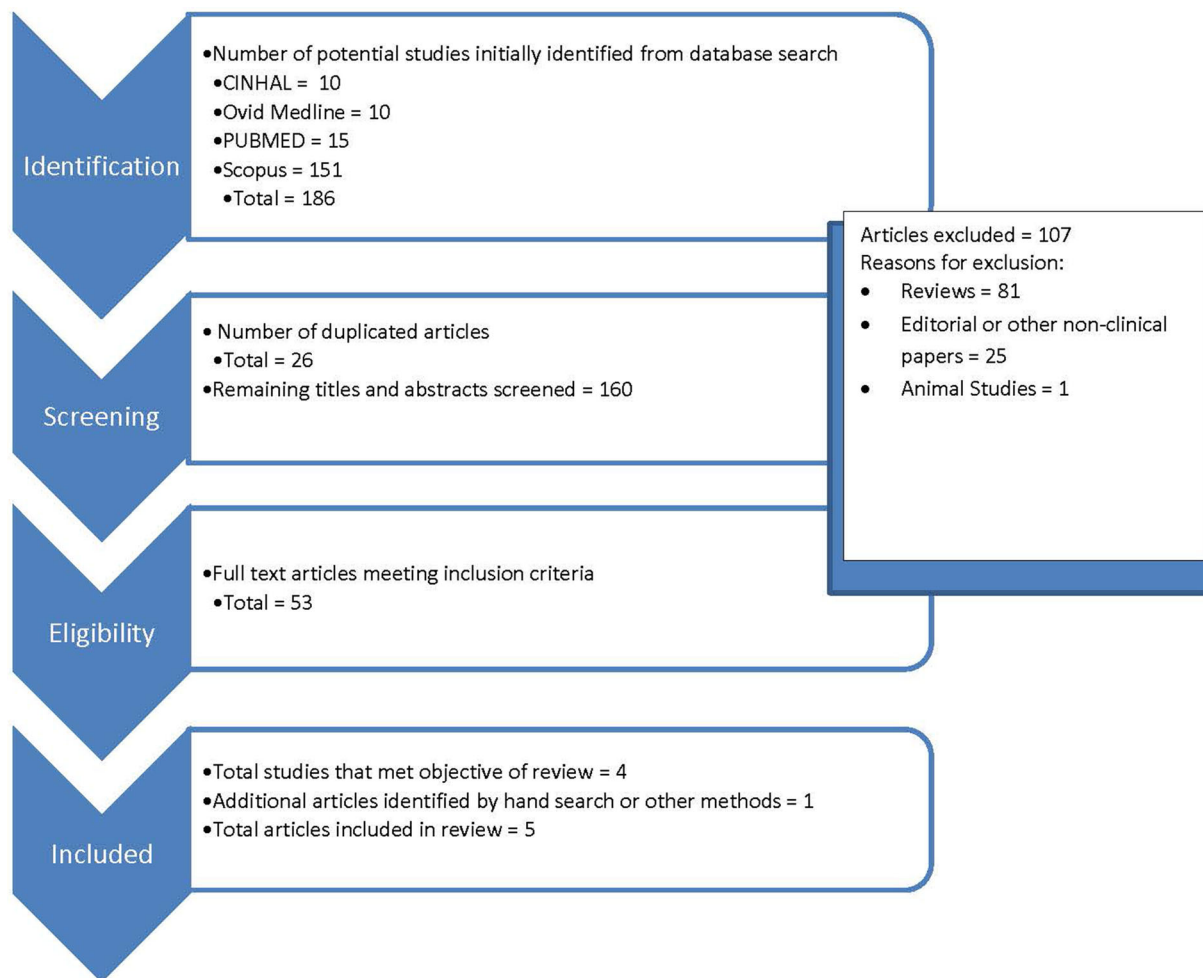 Identification
•Number of potential studies initially identified from database search
•CINHAL = 10
•Ovid Medline = 10
•PUBMED = 15
•Scopus = 151
•Total = 186
Articles excluded = 107
Reasons for exclusion:
• Reviews = 81
• Editorial or other non-clinical
papers = 25
• Animal Studies = 1
Screening
• Number of duplicated articles
•Total = 26
•Remaining titles and abstracts screened = 160
Eligibility
•Full text articles meeting inclusion criteria
•Total = 53
Included
•Total studies that met objective of review = 4
•Additional articles identified by hand search or other methods = 1
•Total articles included in review = 5